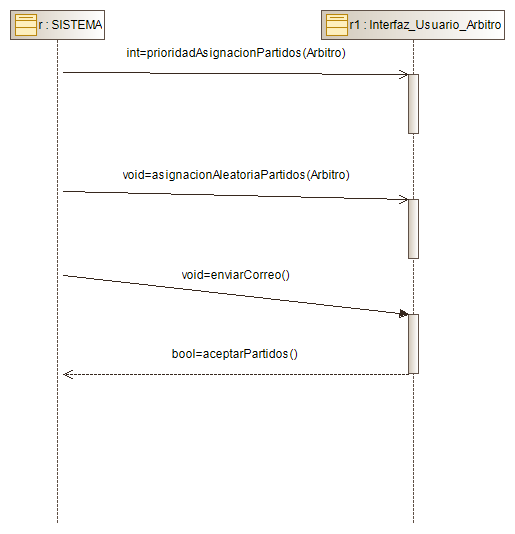 r : SISTEMA
r1 : Interfaz_Usuario_Arbitro
int=prioridadAsignacionPartidos(Arbitro)
void=asignacionAleatoriaPartidos(Arbitro)
void=enviarCorreo()
bool=aceptarPartidos()